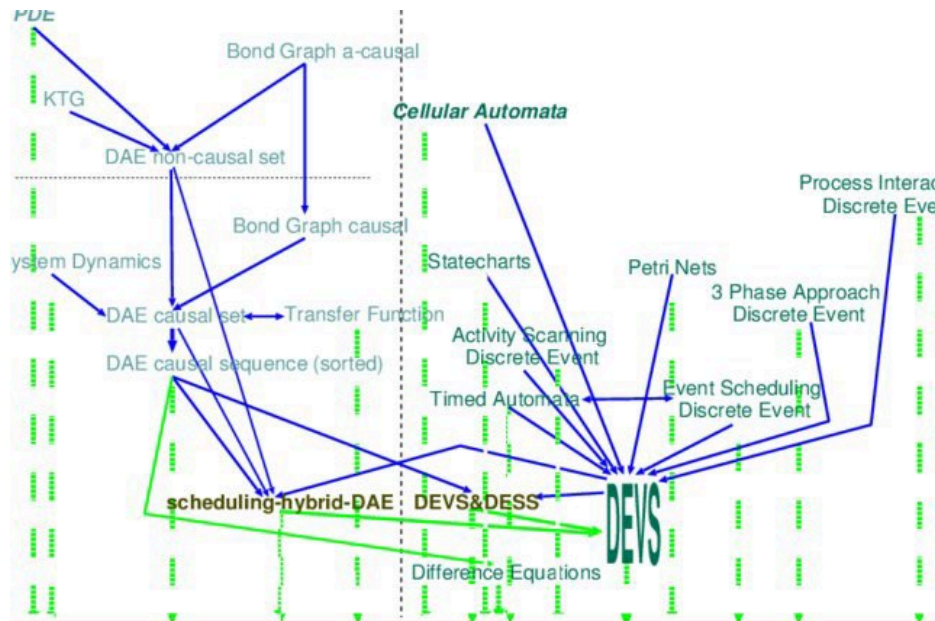 PDE
Bond Graph a-causal
KTG
Cellular Automata
DAE non-causal set
Process Interac
Discrete Eve
Bond Graph causal
ystem Dynamics
Statecharts
Petri Nets
3 Phase Approach
Discrete Event
DAE causal set
Transfer Function
Activity Scanning
Discrete Event
DAE causal sequence (sorted)
Timed Automata
Event Scheduling
Discrete Event
scheduling-hybrid-DAE
DEVS&DESS
DEVS
Difference Equations